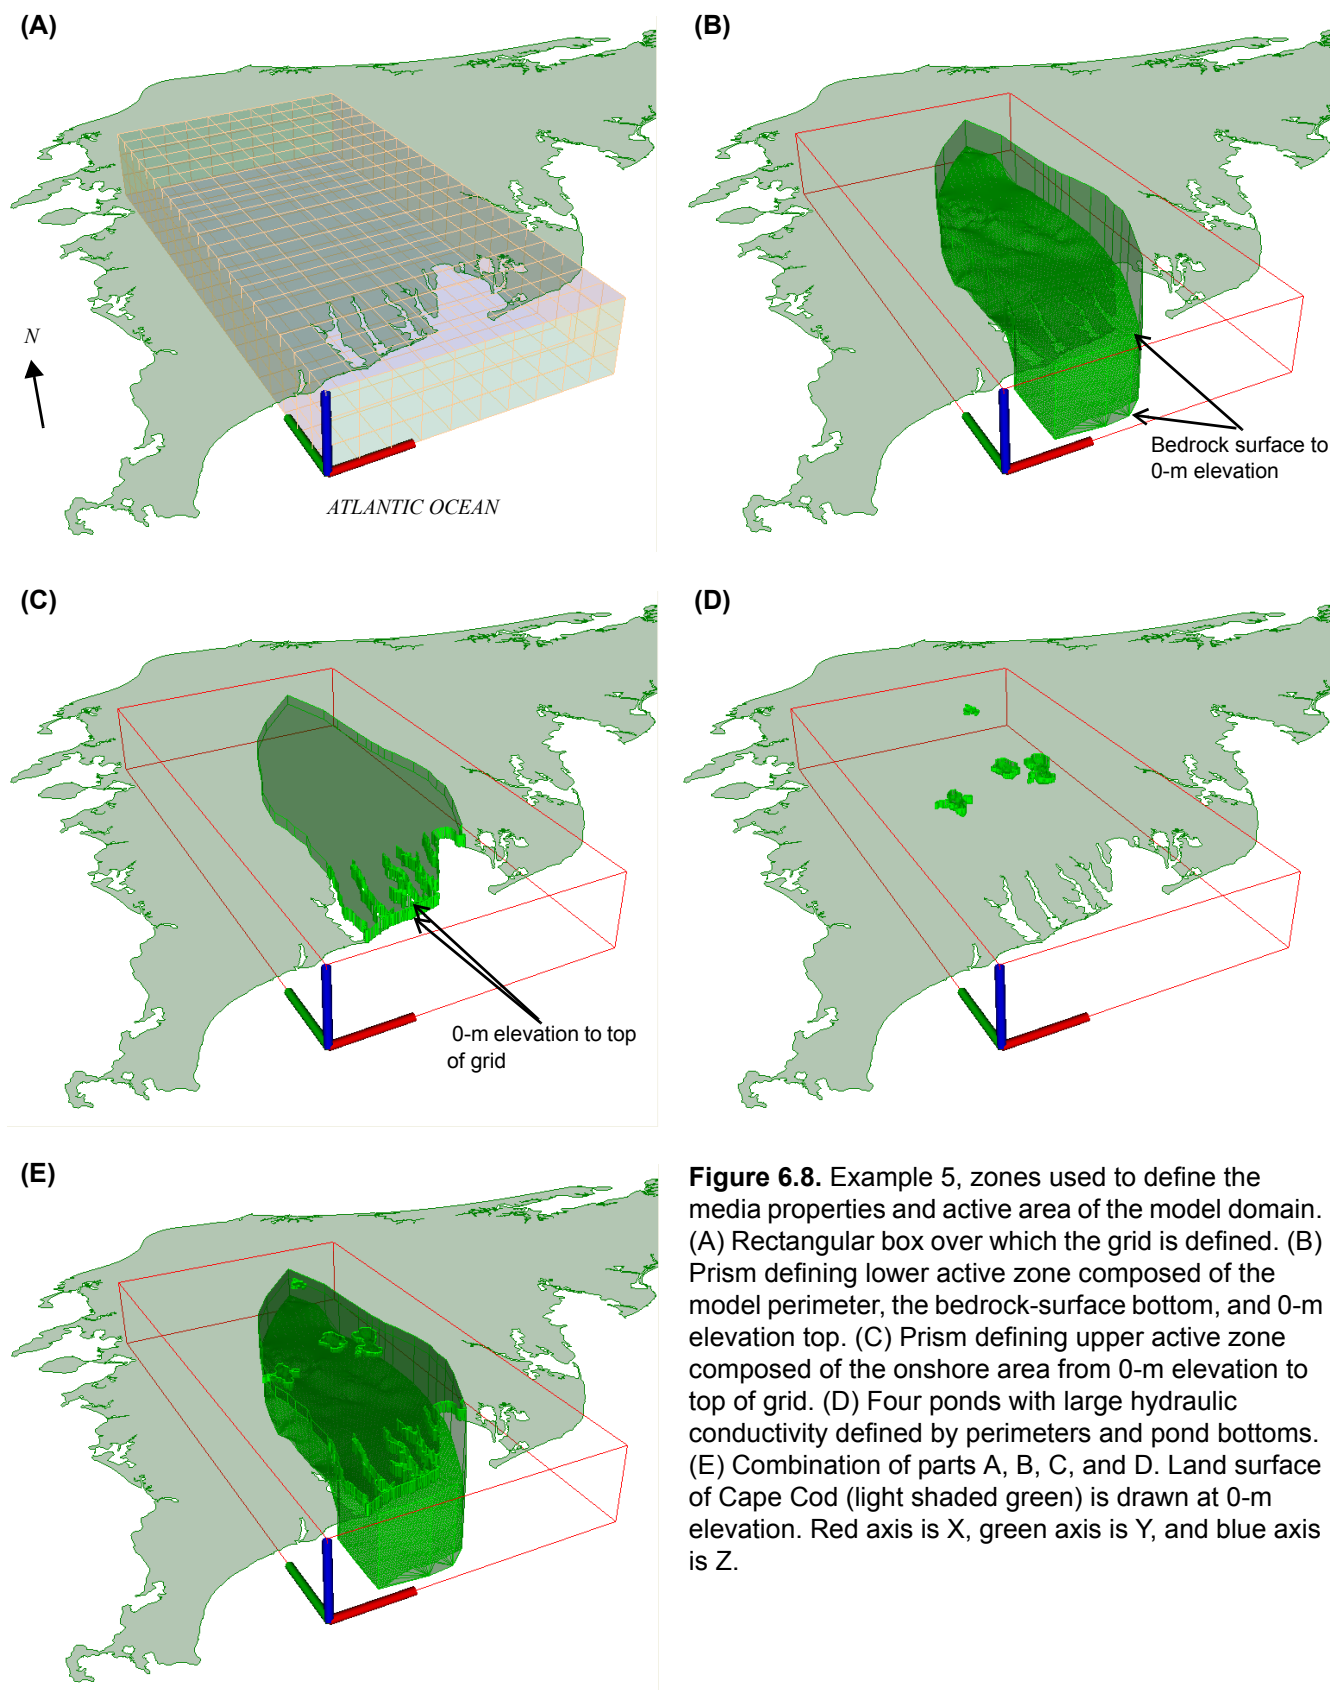 (A)
(B)
N
ATLANTIC OCEAN
Bedrock surface to
0-m elevation
(C)
(D)
0-m elevation to top
of grid
(E)
Figure 6.8. Example 5, zones used to define the
media properties and active area of the model domain.
(A) Rectangular box over which the grid is defined. (B)
Prism defining lower active zone composed of the
model perimeter, the bedrock-surface bottom, and 0-m
elevation top. (C) Prism defining upper active zone
composed of the onshore area from 0-m elevation to
top of grid. (D) Four ponds with large hydraulic
conductivity defined by perimeters and pond bottoms.
(E) Combination of parts A, B, C, and D. Land surface
of Cape Cod (light shaded green) is drawn at 0-m
elevation. Red axis is X, green axis is Y, and blue axis
is Z.